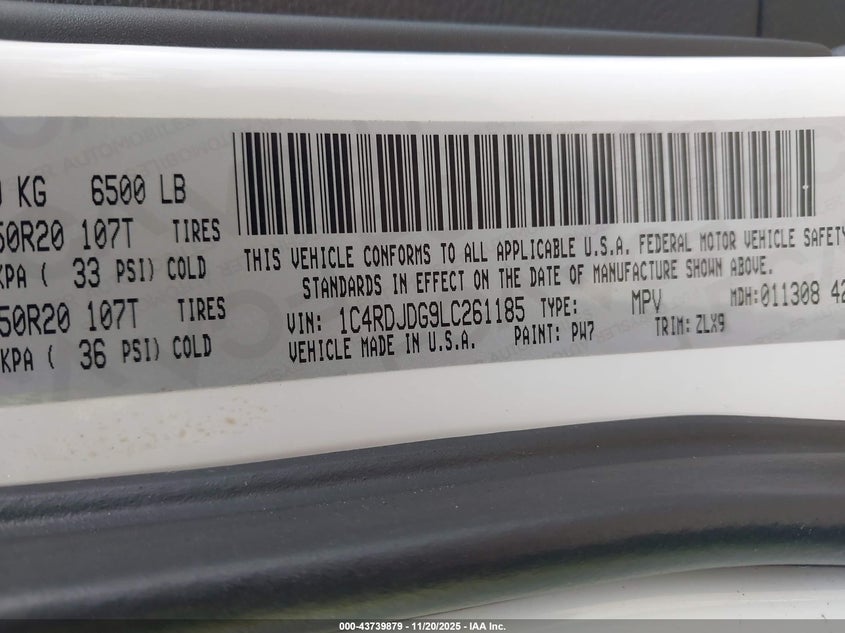 KG 6500 LB
50R20 107T TIRES
KPA ( 33 PSI) COLD
50R20 107T TIRES
KPA ( 36 PSI) COLD
THIS VEHICLE CONFORMS TO ALL APPLICABLE U.S.A. FEDERAL MOTOR VEHICLE SAFETY
STANDARDS IN EFFECT ON THE DATE OF MANUFACTURE SHOWN ABOVE.
VIN: 1C4RDJDG9LC261185 TYPE: MPV MDH:011308 42
VEHICLE MADE IN U.S.A. PAINT: PW7 TRIM: ZLX9
000-43739879 — 11/20/2025 — IAA Inc.